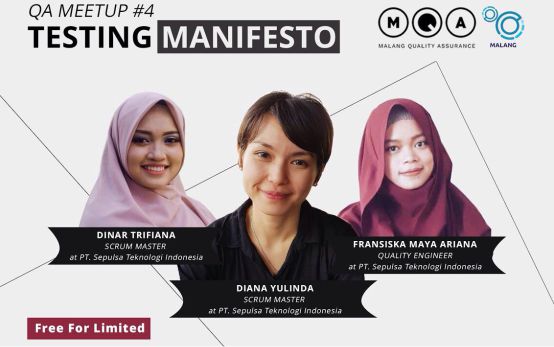 QA MEETUP #4
TESTING MANIFESTO
MQA
MALANG QUALITY ASSURANCE
MALANG
DINAR TRIFIANA
SCRUM MASTER
at PT. Sepulsa Teknologi Indonesia
DIANA YULINDA
SCRUM MASTER
at PT. Sepulsa Teknologi Indonesia
FRANSISKA MAYA ARIANA
QUALITY ENGINEER
at PT. Sepulsa Teknologi Indonesia
Free For Limited